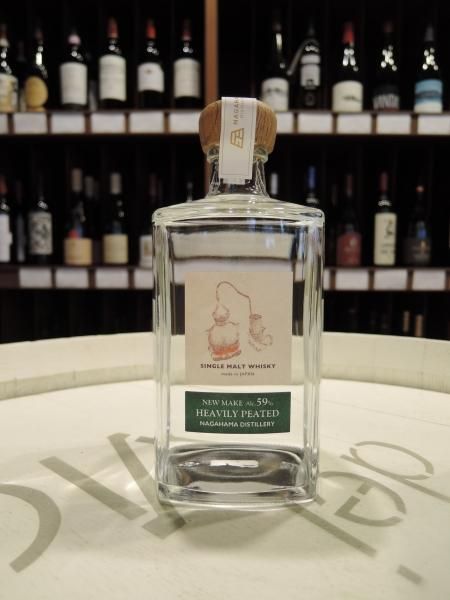 NAGAHAMA
SINGLE MALT WHISKY
made in JAPAN
NEW MAKE Alc.59%
HEAVILY PEATED
NAGAHAMA DISTILLERY